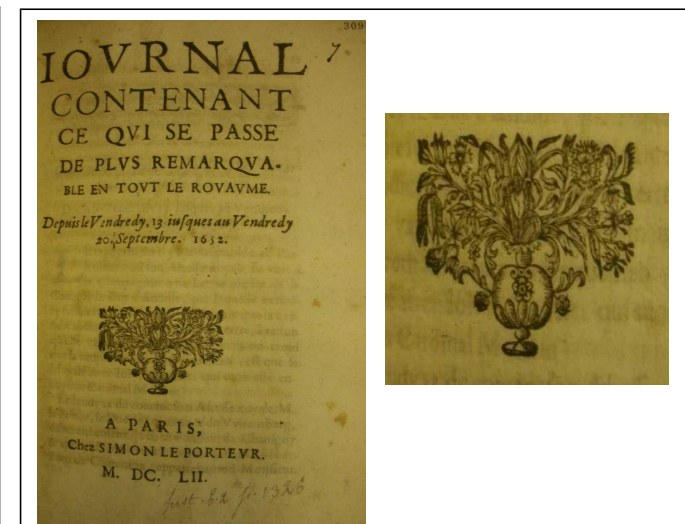 309
7
IOVRNAL
CONTENANT
CE QVI SE PASSE
DE PLVS REMARQVA-
BLE EN TOVT LE ROYAVME.
Depuis le Vendredy, 13 iusques au Vendredy
20. Septembre. 1652.
A PARIS,
Chez SIMON LE PORTEVR.
M. DC. LII.